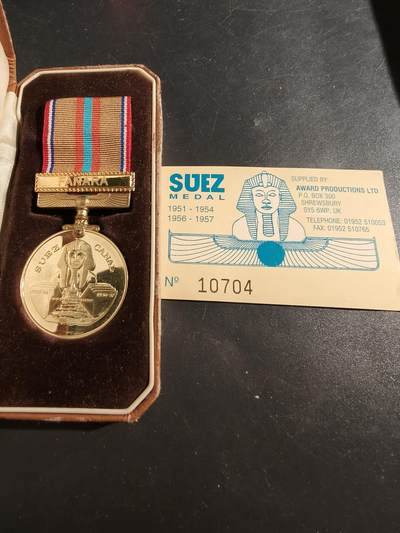 FANARA
SUEZ CANAL
SUEZ
MEDAL
1951 - 1954
1956 - 1957
SUPPLIED BY
AWARD PRODUCTIONS LTD
P.O. BOX 300
SHREWSBURY
SY5 6WP, UK
TELEPHONE: 01952 510053
FAX: 01952 510765
Nº 10704